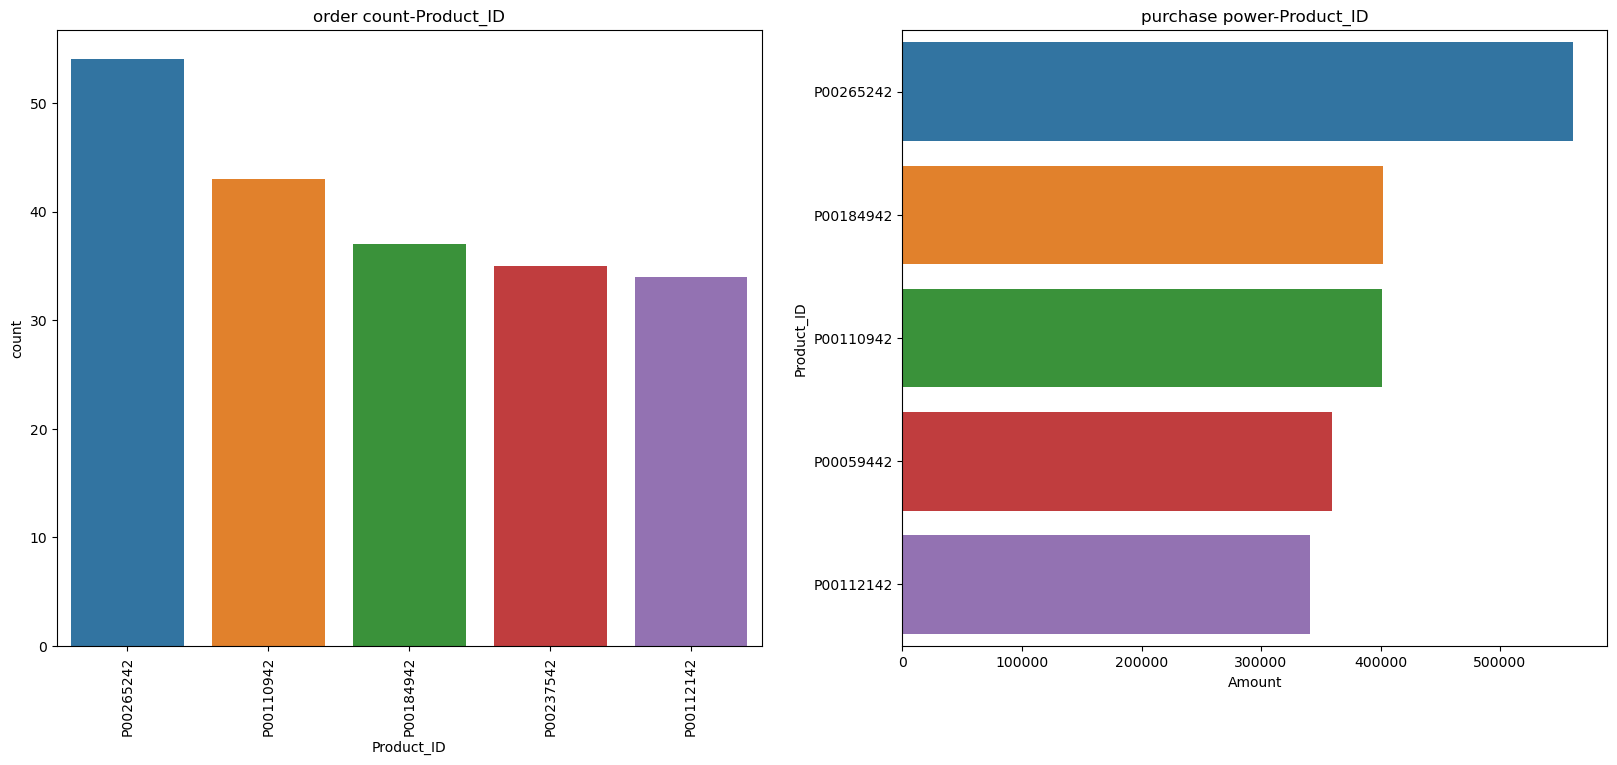 order count-Product_ID
count
50
40
30
20
10
0
P00265242
P00110942
P00184942
P00237542
P00112142
Product_ID
purchase power-Product_ID
Product_ID
P00265242
P00184942
P00110942
P00059442
P00112142
0 100000 200000 300000 400000 500000
Amount